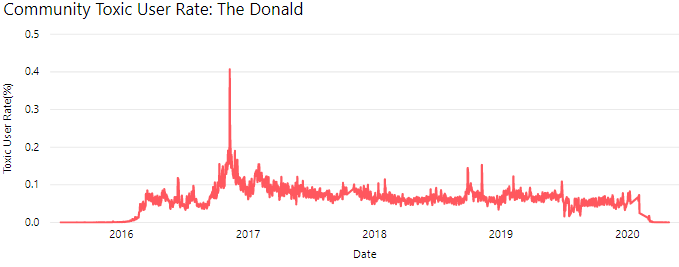 Community Toxic User Rate: The Donald
Toxic User Rate(%)
0.5
0.4
0.3
0.2
0.1
0.0
2016 2017 2018 2019 2020
Date